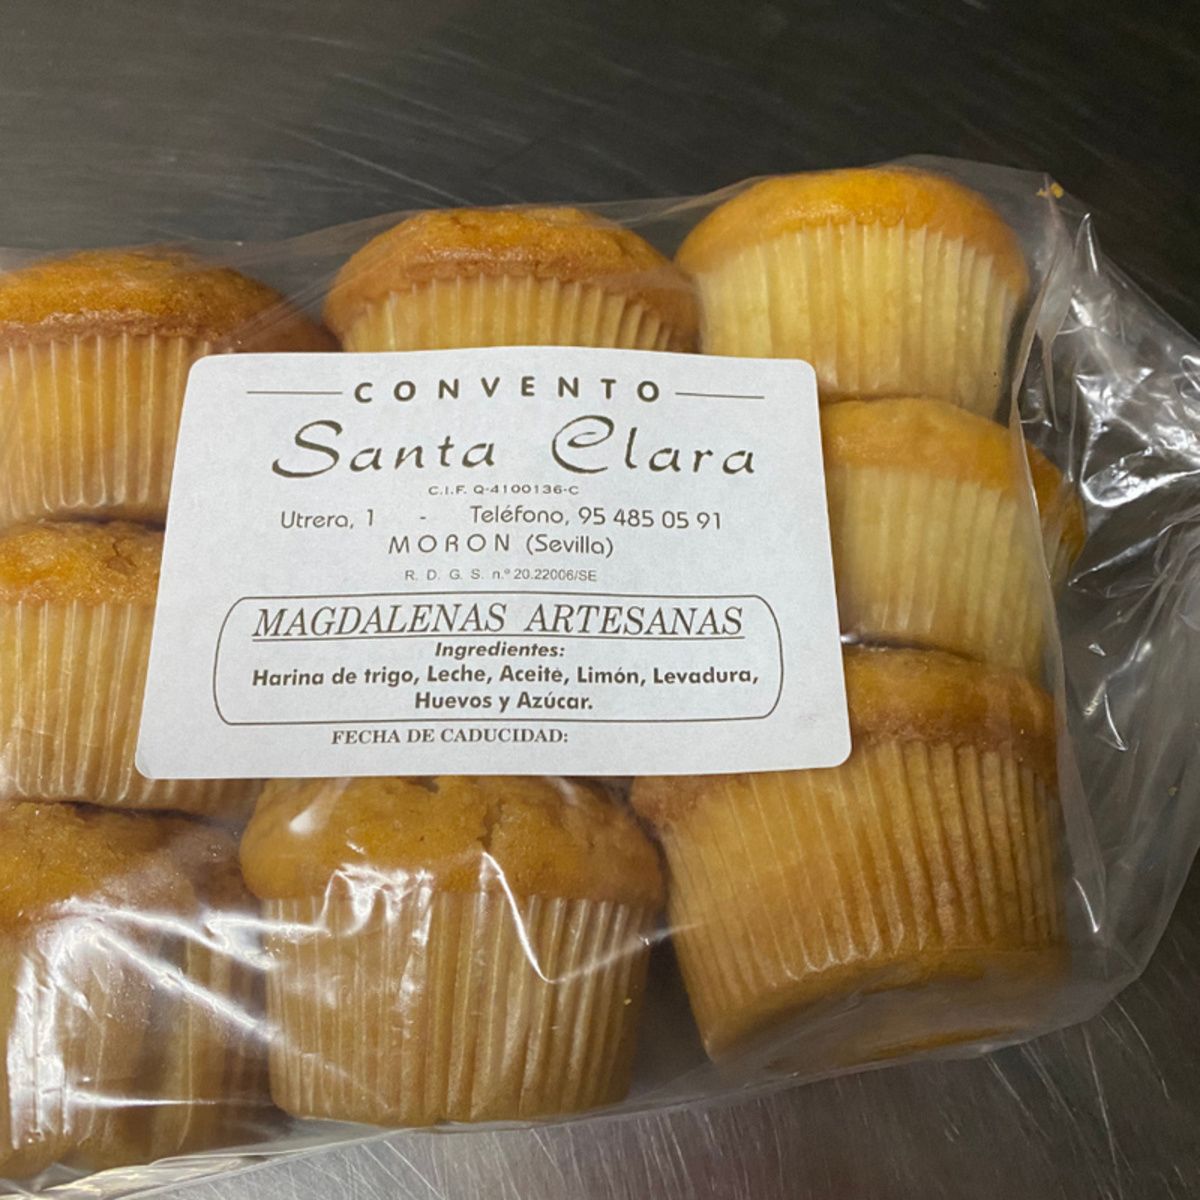 CONVENTO
Santa Clara
C.I.F. Q-4100136-C
Utrera, 1 - Teléfono, 95 485 05 91
MORON (Sevilla)
R. D. G. S. n.º 20.22006/SE
MAGDALENAS ARTESANAS
Ingredientes:
Harina de trigo, Leche, Aceite, Limón, Levadura,
Huevos y Azúcar.
FECHA DE CADUCIDAD: